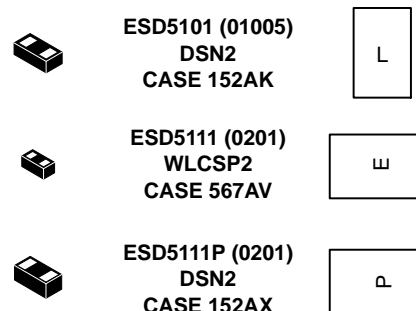 ESD5101 (01005)
DSN2
CASE 152AK
L
ESD5111 (0201)
WLCSP2
CASE 567AV
E
ESD5111P (0201)
DSN2
CASE 152AX
P